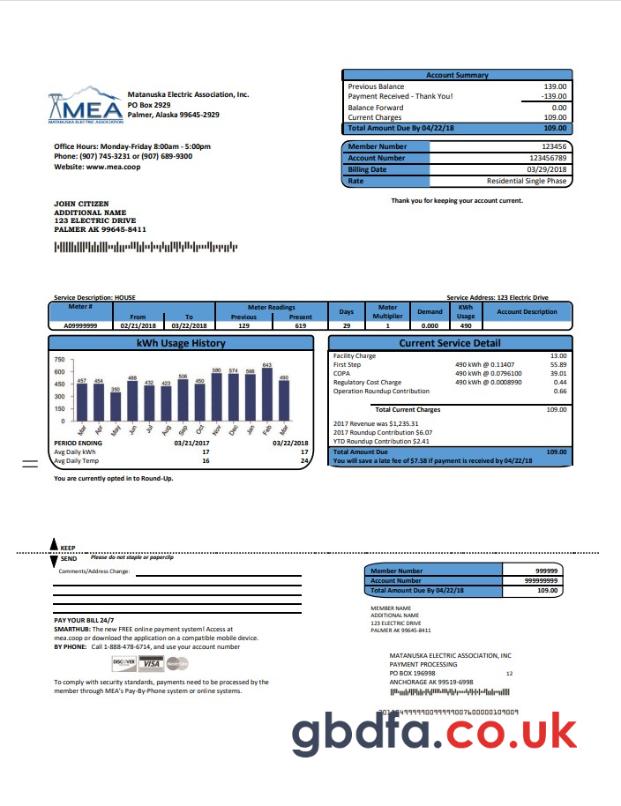 MEA
MATANUSKA ELECTRIC ASSOCIATION
Matanuska Electric Association, Inc.
PO Box 2929
Palmer, Alaska 99645-2929
Office Hours: Monday-Friday 8:00am - 5:00pm
Phone: (907) 745-3231 or (907) 689-9300
Website: www.mea.coop
Account Summary
Previous Balance 139.00
Payment Received - Thank You! -139.00
Balance Forward 0.00
Current Charges 109.00
Total Amount Due By 04/22/18 109.00
Member Number 123456
Account Number 123456789
Billing Date 03/29/2018
Rate Residential Single Phase
Thank you for keeping your account current.
JOHN CITIZEN
ADDITIONAL NAME
123 ELECTRIC DRIVE
PALMER AK 99645-8411
Service Description: HOUSE Service Address: 123 Electric Drive
Meter # Meter Readings Days Meter Multiplier Demand KWh Usage Account Description
From To Previous Present
A09999999 02/21/2018 03/22/2018 129 619 29 1 0.000 490
kWh Usage History
750
600
450
300
150
0
457 454 350 488 432 423 506 450 580 574 566 643 490
Mar Apr May Jun Jul Aug Sep Oct Nov Dec Jan Feb Mar
PERIOD ENDING 03/21/2017 03/22/2018
Avg Daily kWh 17 17
Avg Daily Temp 16 24
You are currently opted in to Round-Up.
Current Service Detail
Facility Charge 13.00
First Step 490 kWh @ 0.11407 55.89
COPA 490 kWh @ 0.0796100 39.01
Regulatory Cost Charge 490 kWh @ 0.0008990 0.44
Operation Roundup Contribution 0.66
Total Current Charges 109.00
2017 Revenue was $1,235.31
2017 Roundup Contribution $6.07
YTD Roundup Contribution $2.41
Total Amount Due 109.00
You will save a late fee of $7.58 if payment is received by 04/22/18
KEEP
SEND Please do not staple or paperclip
Comments/Address Change:
PAY YOUR BILL 24/7
SMARTHUB: The new FREE online payment system! Access at
mea.coop or download the application on a compatible mobile device.
BY PHONE: Call 1-888-478-6714, and use your account number
DISCOVER VISA MasterCard
To comply with security standards, payments need to be processed by the
member through MEA's Pay-By-Phone system or online systems.
Member Number 999999
Account Number 999999999
Total Amount Due By 04/22/18 109.00
MEMBER NAME
ADDITIONAL NAME
123 ELECTRIC DRIVE
PALMER AK 99645-8411
MATANUSKA ELECTRIC ASSOCIATION, INC
PAYMENT PROCESSING
PO BOX 196998 12
ANCHORAGE AK 99519-6998
gbdfa.co.uk